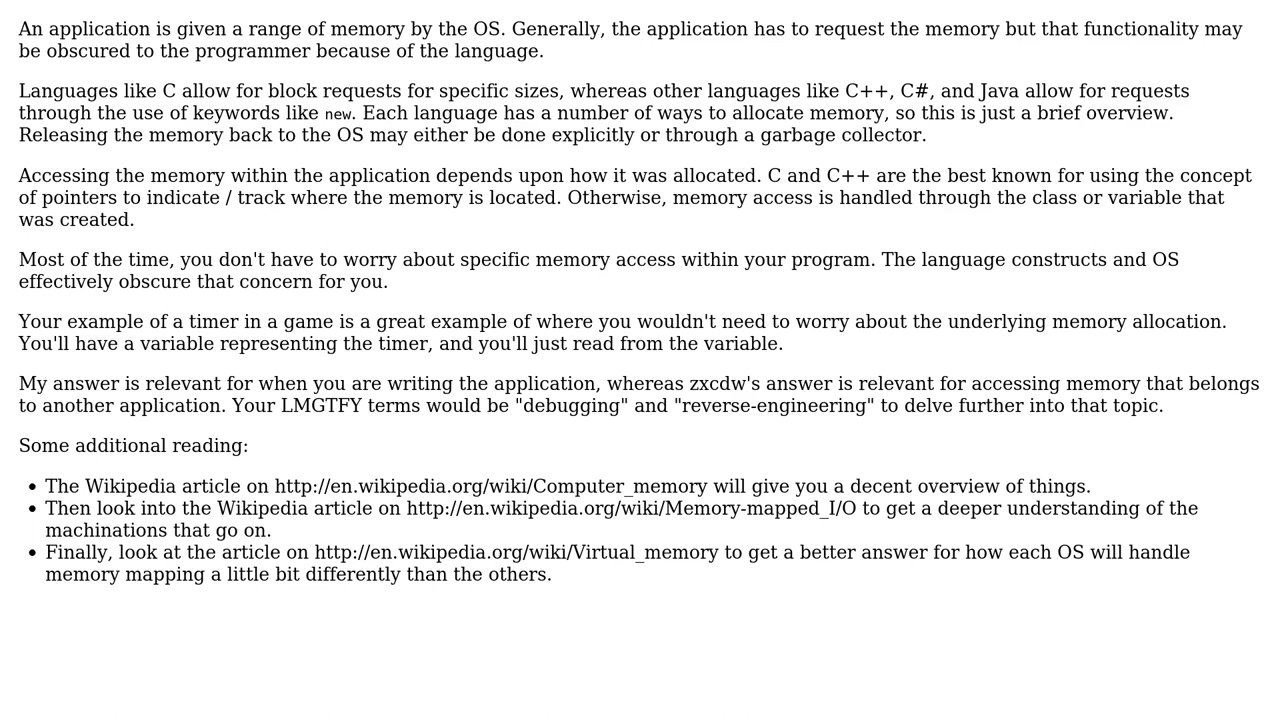 An application is given a range of memory by the OS. Generally, the application has to request the memory but that functionality may
be obscured to the programmer because of the language.
Languages like C allow for block requests for specific sizes, whereas other languages like C++, C#, and Java allow for requests
through the use of keywords like new. Each language has a number of ways to allocate memory, so this is just a brief overview.
Releasing the memory back to the OS may either be done explicitly or through a garbage collector.
Accessing the memory within the application depends upon how it was allocated. C and C++ are the best known for using the concept
of pointers to indicate / track where the memory is located. Otherwise, memory access is handled through the class or variable that
was created.
Most of the time, you don't have to worry about specific memory access within your program. The language constructs and OS
effectively obscure that concern for you.
Your example of a timer in a game is a great example of where you wouldn't need to worry about the underlying memory allocation.
You'll have a variable representing the timer, and you'll just read from the variable.
My answer is relevant for when you are writing the application, whereas zxcdw's answer is relevant for accessing memory that belongs
to another application. Your LMGTFY terms would be "debugging" and "reverse-engineering" to delve further into that topic.
Some additional reading:
• The Wikipedia article on http://en.wikipedia.org/wiki/Computer_memory will give you a decent overview of things.
• Then look into the Wikipedia article on http://en.wikipedia.org/wiki/Memory-mapped_I/O to get a deeper understanding of the
machinations that go on.
• Finally, look at the article on http://en.wikipedia.org/wiki/Virtual_memory to get a better answer for how each OS will handle
memory mapping a little bit differently than the others.